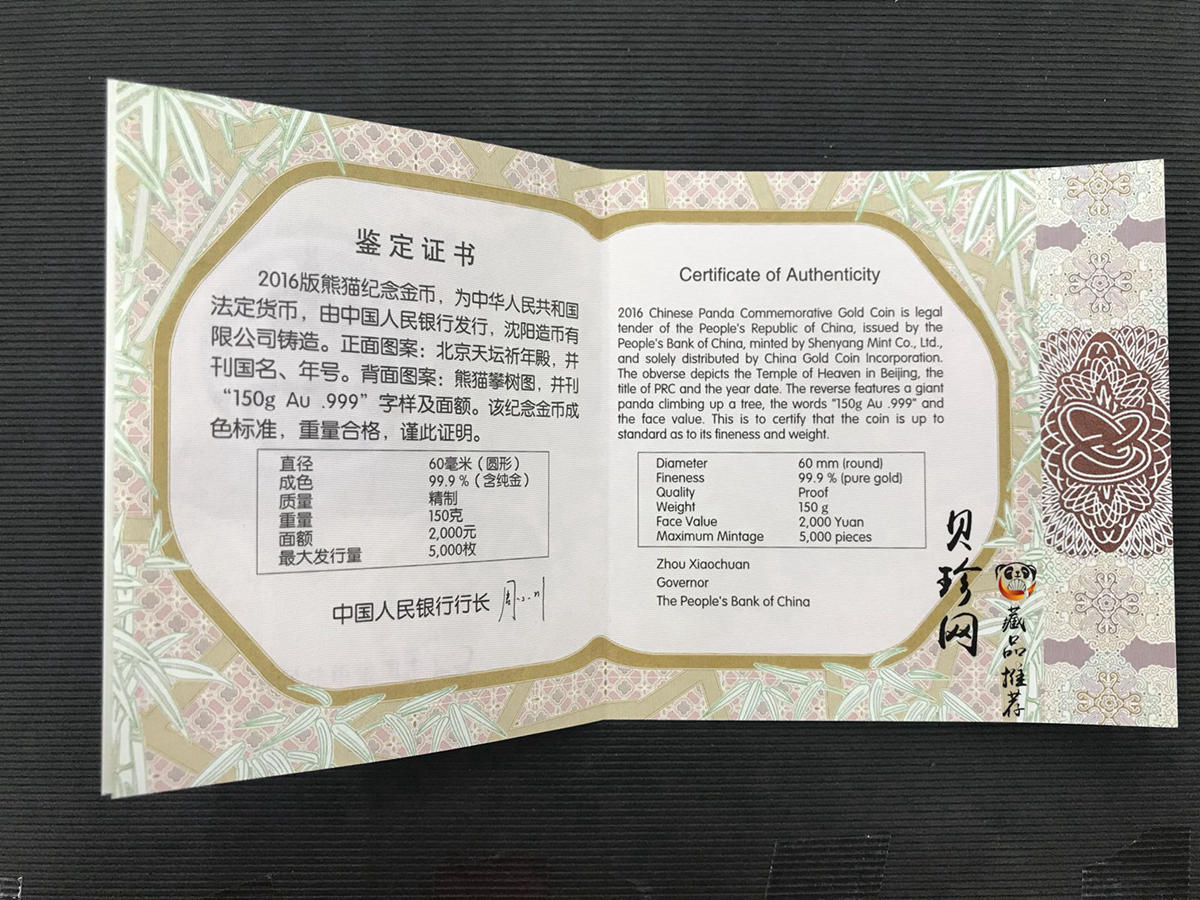 鉴定证书
2016版熊猫纪念金币，为中华人民共和国
法定货币，由中国人民银行发行，沈阳造币有
限公司铸造。正面图案：北京天坛祈年殿，并
刊国名、年号。背面图案：熊猫攀树图，并刊
“150g Au .999”字样及面额。该纪念金币成
色标准，重量合格，谨此证明。
直径 60毫米（圆形）
成色 99.9％（含纯金）
质量 精制
重量 150克
面额 2,000元
最大发行量 5,000枚
中国人民银行行长 周小川
Certificate of Authenticity
2016 Chinese Panda Commemorative Gold Coin is legal
tender of the People's Republic of China, issued by the
People's Bank of China, minted by Shenyang Mint Co., Ltd.,
and solely distributed by China Gold Coin Incorporation.
The obverse depicts the Temple of Heaven in Beijing, the
title of PRC and the year date. The reverse features a giant
panda climbing up a tree, the words "150g Au .999" and
the face value. This is to certify that the coin is up to
standard as to its fineness and weight.
Diameter 60 mm (round)
Fineness 99.9 % (pure gold)
Quality Proof
Weight 150 g
Face Value 2,000 Yuan
Maximum Mintage 5,000 pieces
Zhou Xiaochuan
Governor
The People's Bank of China
贝珍网
藏品推荐